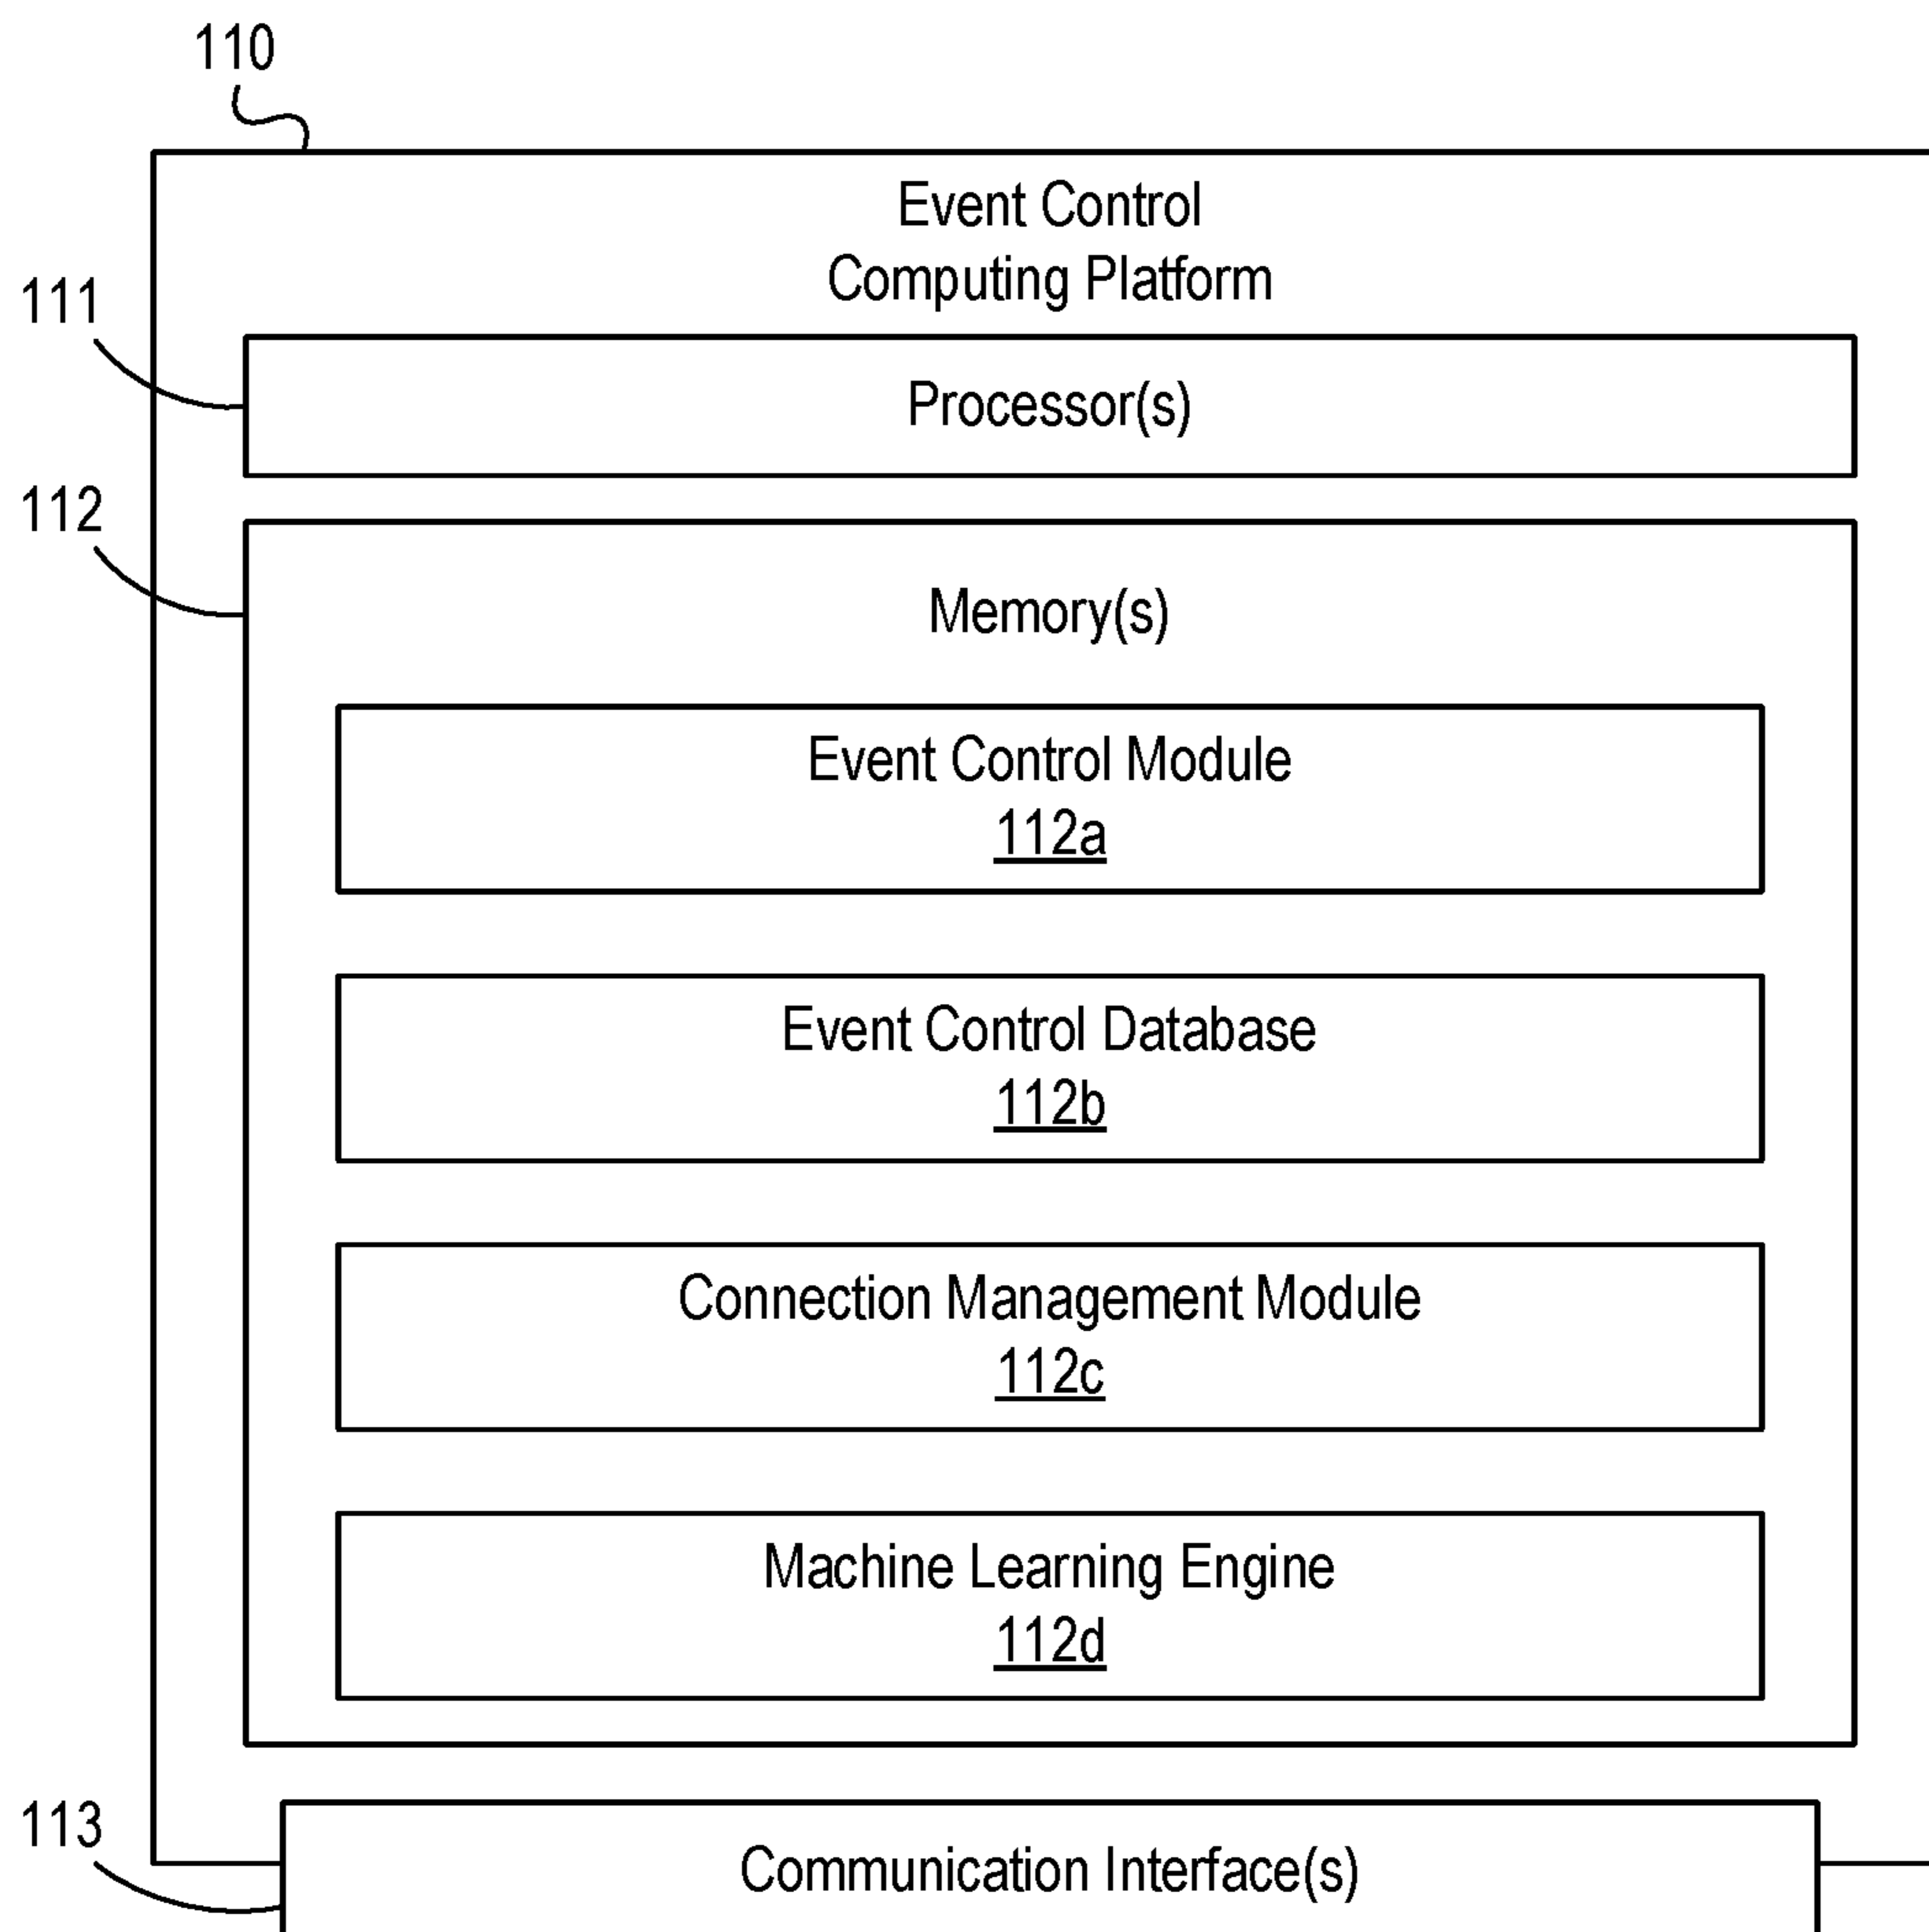 110
Event Control
Computing Platform
111
Processor(s)
112
Memory(s)
Event Control Module
112a
Event Control Database
112b
Connection Management Module
112c
Machine Learning Engine
112d
113
Communication Interface(s)